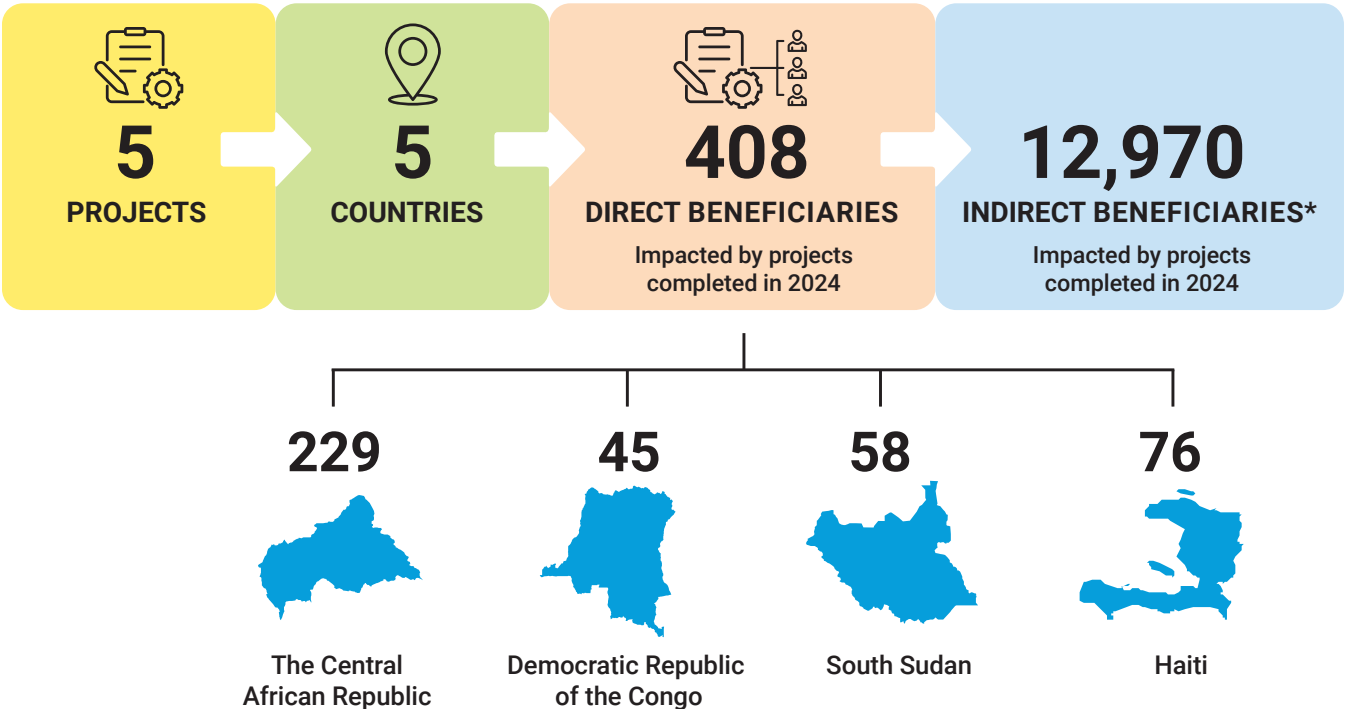 5
PROJECTS
5
COUNTRIES
408
DIRECT BENEFICIARIES
Impacted by projects
completed in 2024
12,970
INDIRECT BENEFICIARIES*
Impacted by projects
completed in 2024
229
The Central
African Republic
45
Democratic Republic
of the Congo
58
South Sudan
76
Haiti